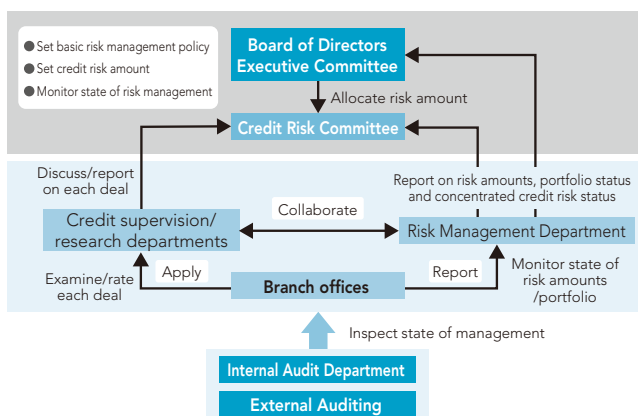 ● Set basic risk management policy
● Set credit risk amount
● Monitor state of risk management
Board of Directors
Executive Committee
Allocate risk amount
Credit Risk Committee
Discuss/report
on each deal
Report on risk amounts, portfolio status
and concentrated credit risk status
Collaborate
Credit supervision/
research departments
Risk Management Department
Examine/rate
each deal
Apply
Branch offices
Report
Monitor state of
risk amounts
/portfolio
Inspect state of management
Internal Audit Department
External Auditing